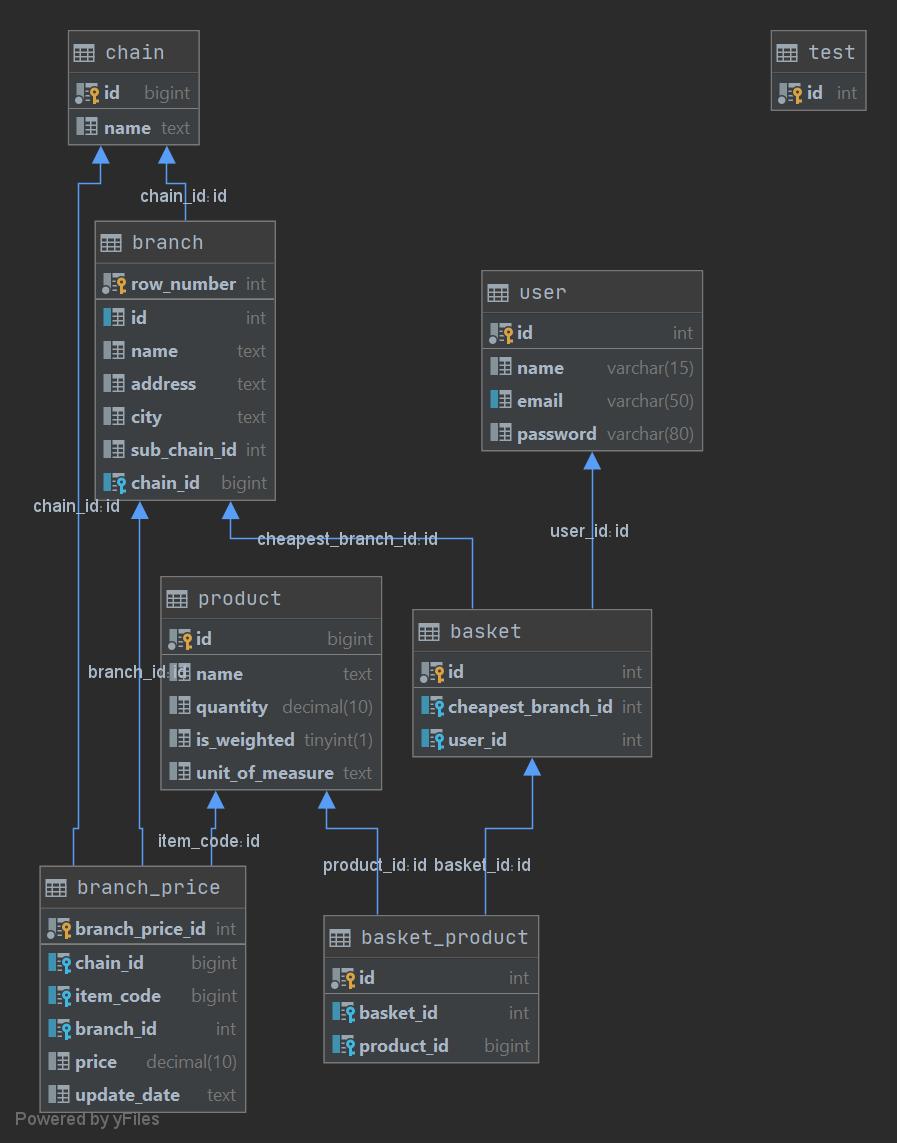 chain
id bigint
name text
test
id int
chain_id:id
branch
row_number int
id int
name text
address text
city text
sub_chain_id int
chain_id bigint
user
id int
name varchar(15)
email varchar(50)
password varchar(80)
chain_id:id
cheapest_branch_id:id
user_id:id
product
id bigint
name text
quantity decimal(10)
is_weighted tinyint(1)
unit_of_measure text
branch_id:id
basket
id int
cheapest_branch_id int
user_id int
item_code:id
product_id:id
basket_id:id
branch_price
branch_price_id int
chain_id bigint
item_code bigint
branch_id int
price decimal(10)
update_date text
basket_product
id int
basket_id int
product_id bigint
Powered by yFiles